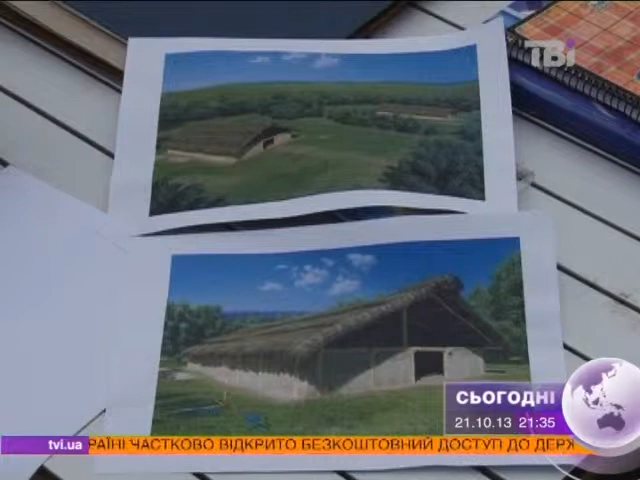 ТВі
СЬОГОДНІ
21.10.13 21:35
tvi.ua РАЇНІ ЧАСТКОВО ВІДКРИТО БЕЗКОШТОВНИЙ ДОСТУП ДО ДЕРЖ